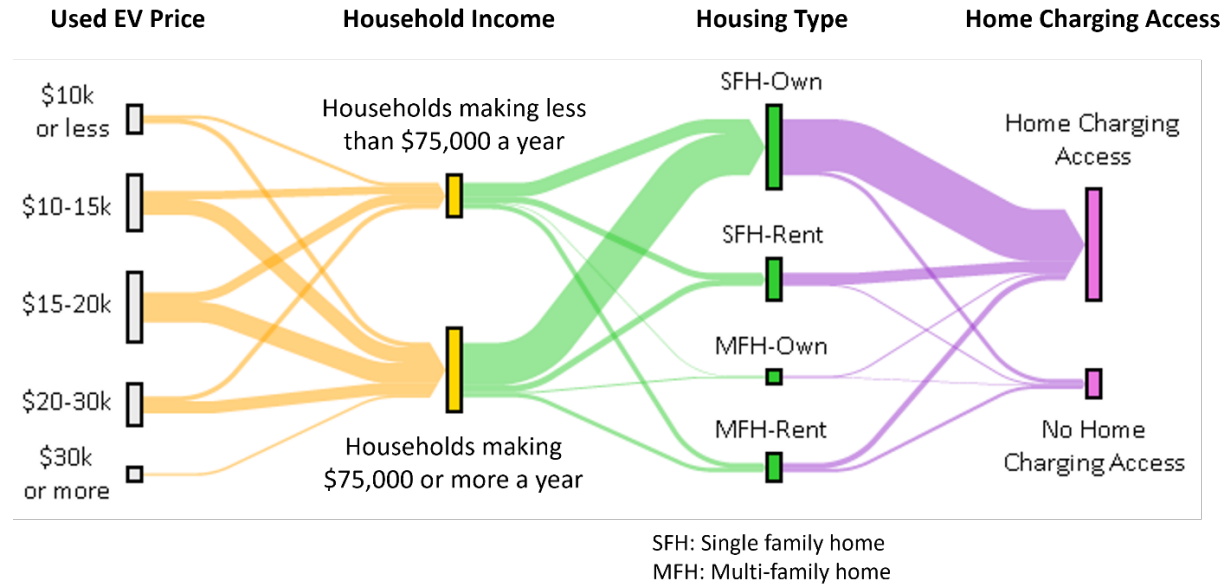 Used EV Price
Household Income
Housing Type
Home Charging Access
$10k
or less
$10-15k
$15-20k
$20-30k
$30k
or more
Households making less
than $75,000 a year
Households making
$75,000 or more a year
SFH-Own
SFH-Rent
MFH-Own
MFH-Rent
Home Charging
Access
No Home
Charging Access
SFH: Single family home
MFH: Multi-family home